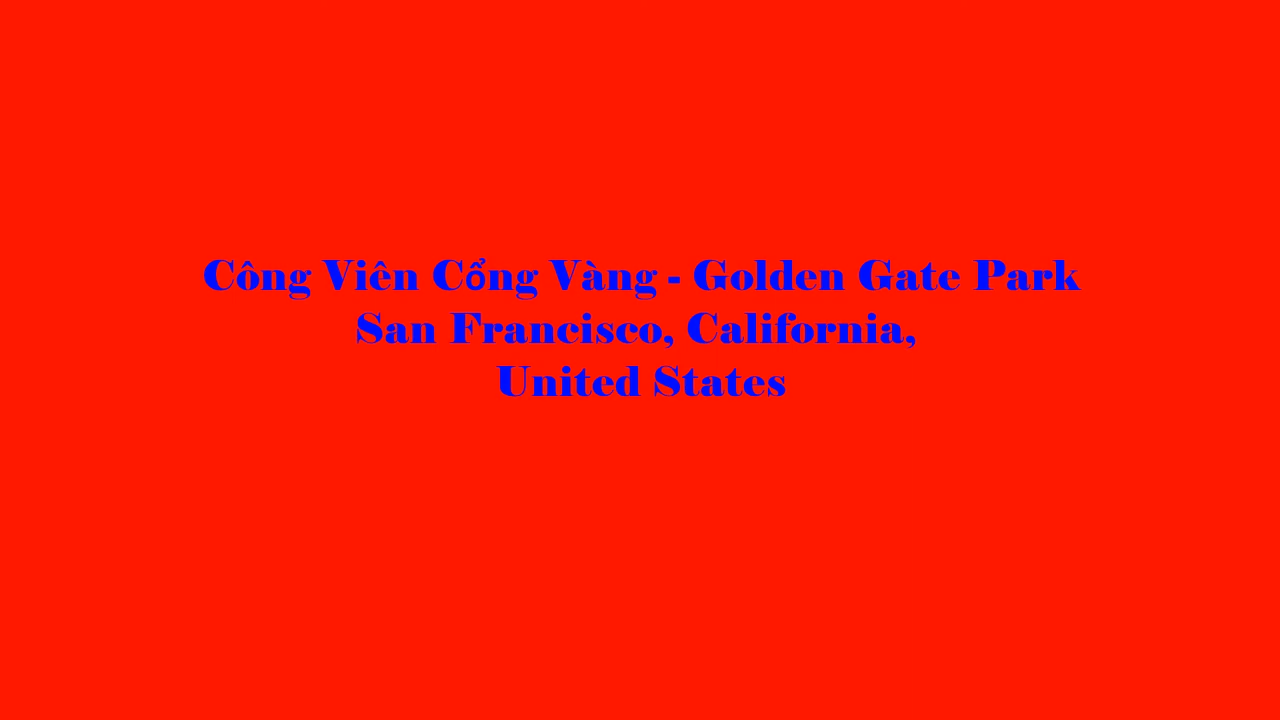 Công Viên Cổng Vàng - Golden Gate Park
San Francisco, California,
United States